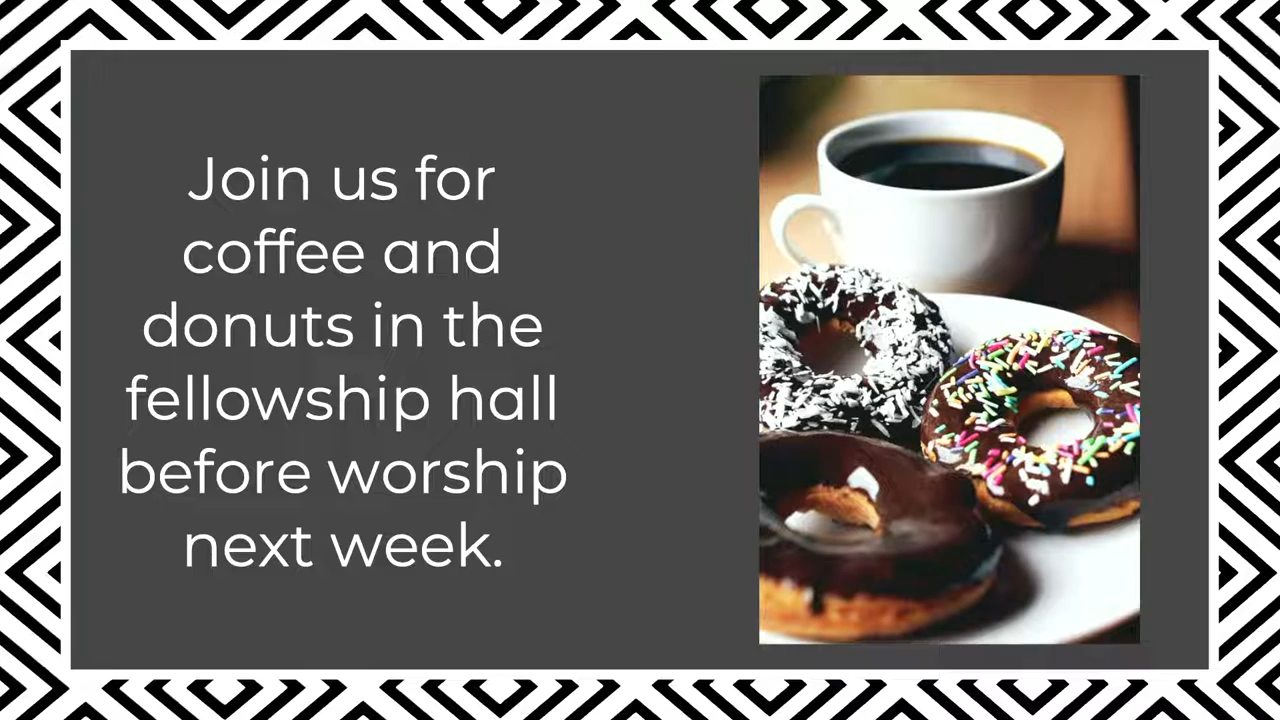 Join us for
coffee and
donuts in the
fellowship hall
before worship
next week.